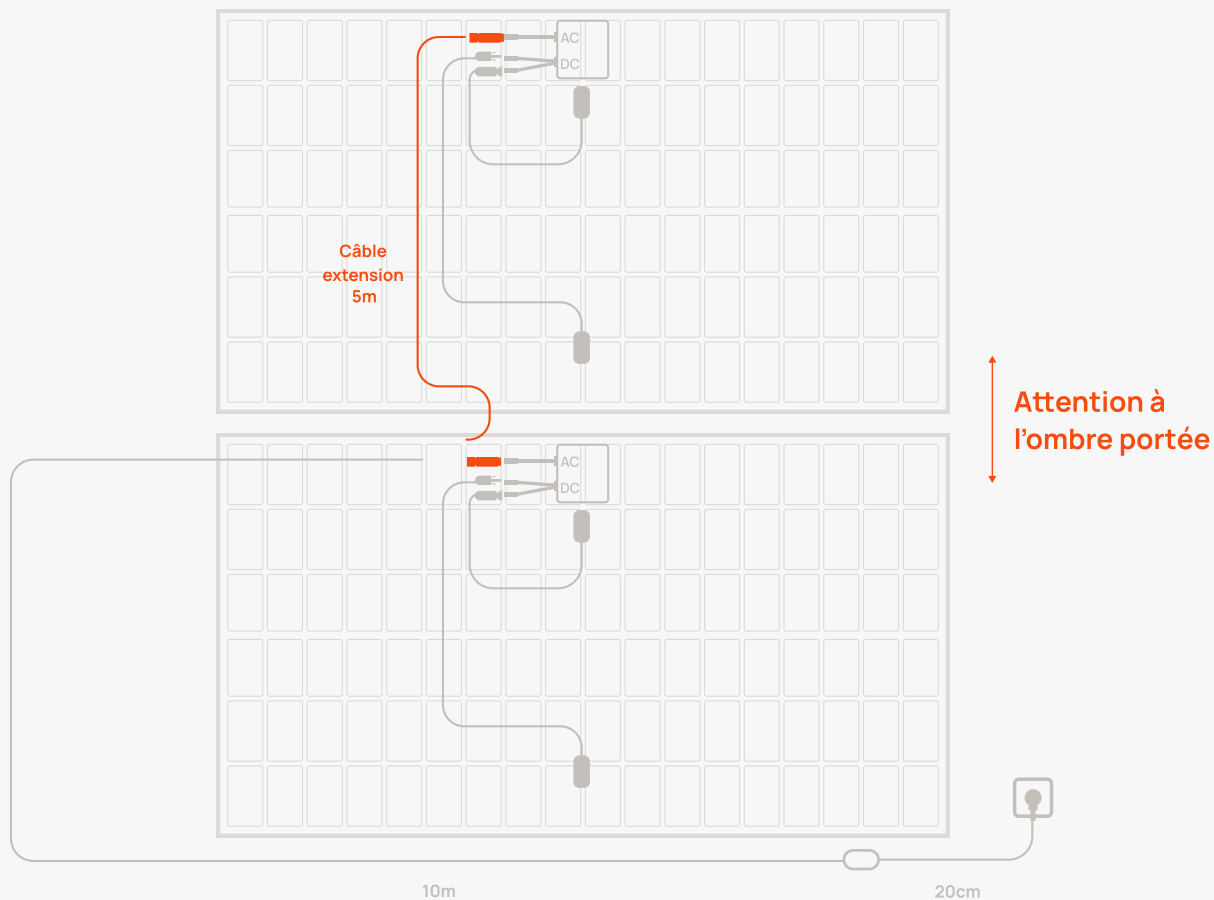 AC
DC
Câble
extension
5m
Attention à
l'ombre portée
AC
DC
10m
20cm